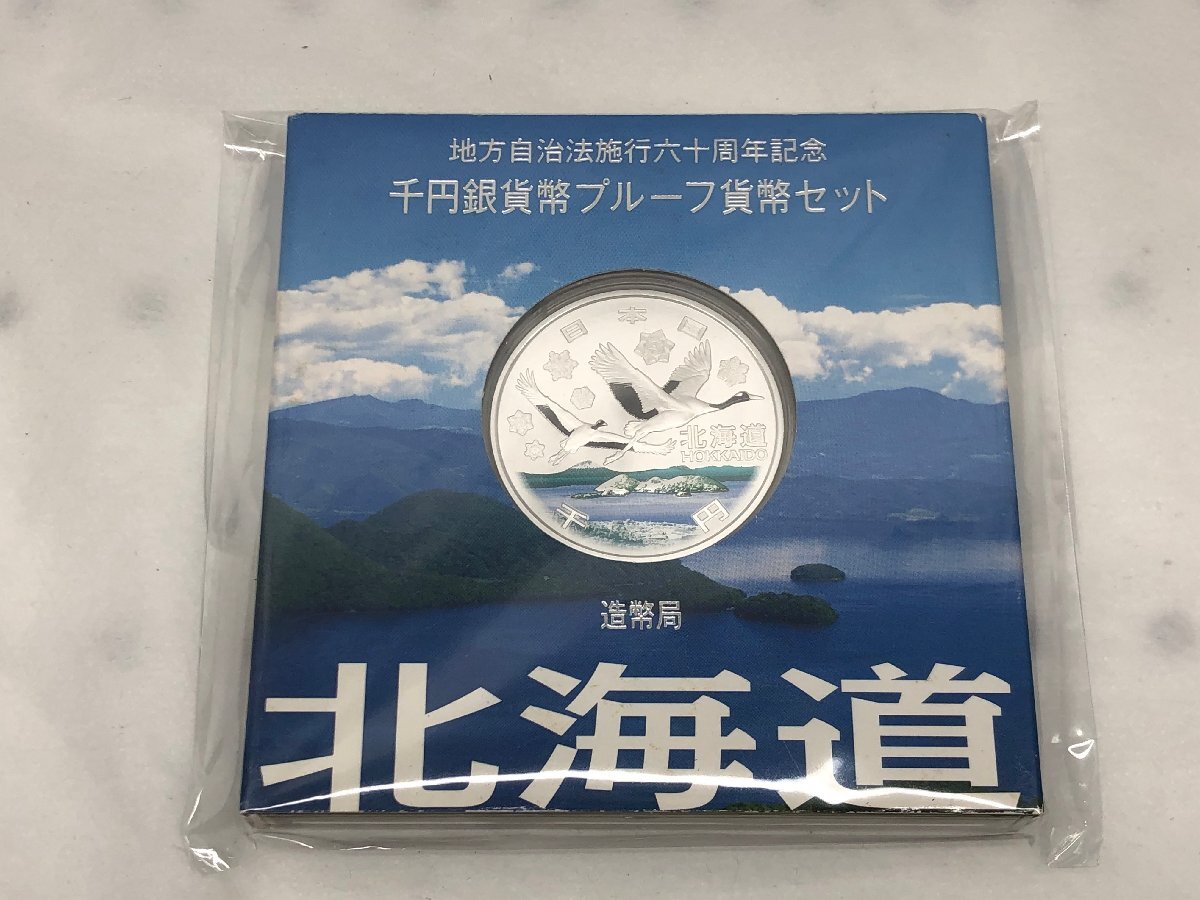 地方自治法施行六十周年記念
千円銀貨幣プルーフ貨幣セット
日本国
北海道
HOKKAIDO
千円
造幣局
北海道